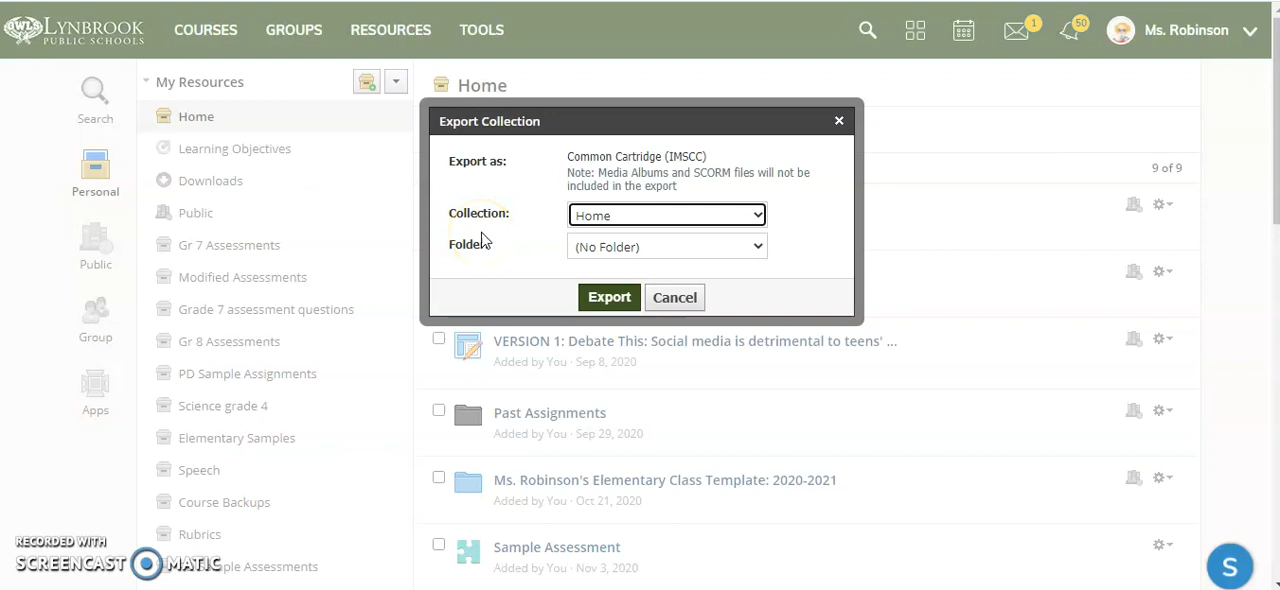 OWLS LYNBROOK
PUBLIC SCHOOLS
COURSES
GROUPS
RESOURCES
TOOLS
1
50
Ms. Robinson
Search
Personal
Public
Group
Apps
My Resources
Home
Learning Objectives
Downloads
Public
Gr 7 Assessments
Modified Assessments
Grade 7 assessment questions
Gr 8 Assessments
PD Sample Assignments
Science grade 4
Elementary Samples
Speech
Course Backups
Rubrics
Sample Assessments
Home
9 of 9
Export Collection
Export as:
Common Cartridge (IMSCC)
Note: Media Albums and SCORM files will not be
included in the export
Collection:
Home
Folder:
(No Folder)
Export
Cancel
VERSION 1: Debate This: Social media is detrimental to teens' ...
Added by You · Sep 8, 2020
Past Assignments
Added by You · Sep 29, 2020
Ms. Robinson's Elementary Class Template: 2020-2021
Added by You · Oct 21, 2020
Sample Assessment
Added by You · Nov 3, 2020
RECORDED WITH
SCREENCAST MATIC
S